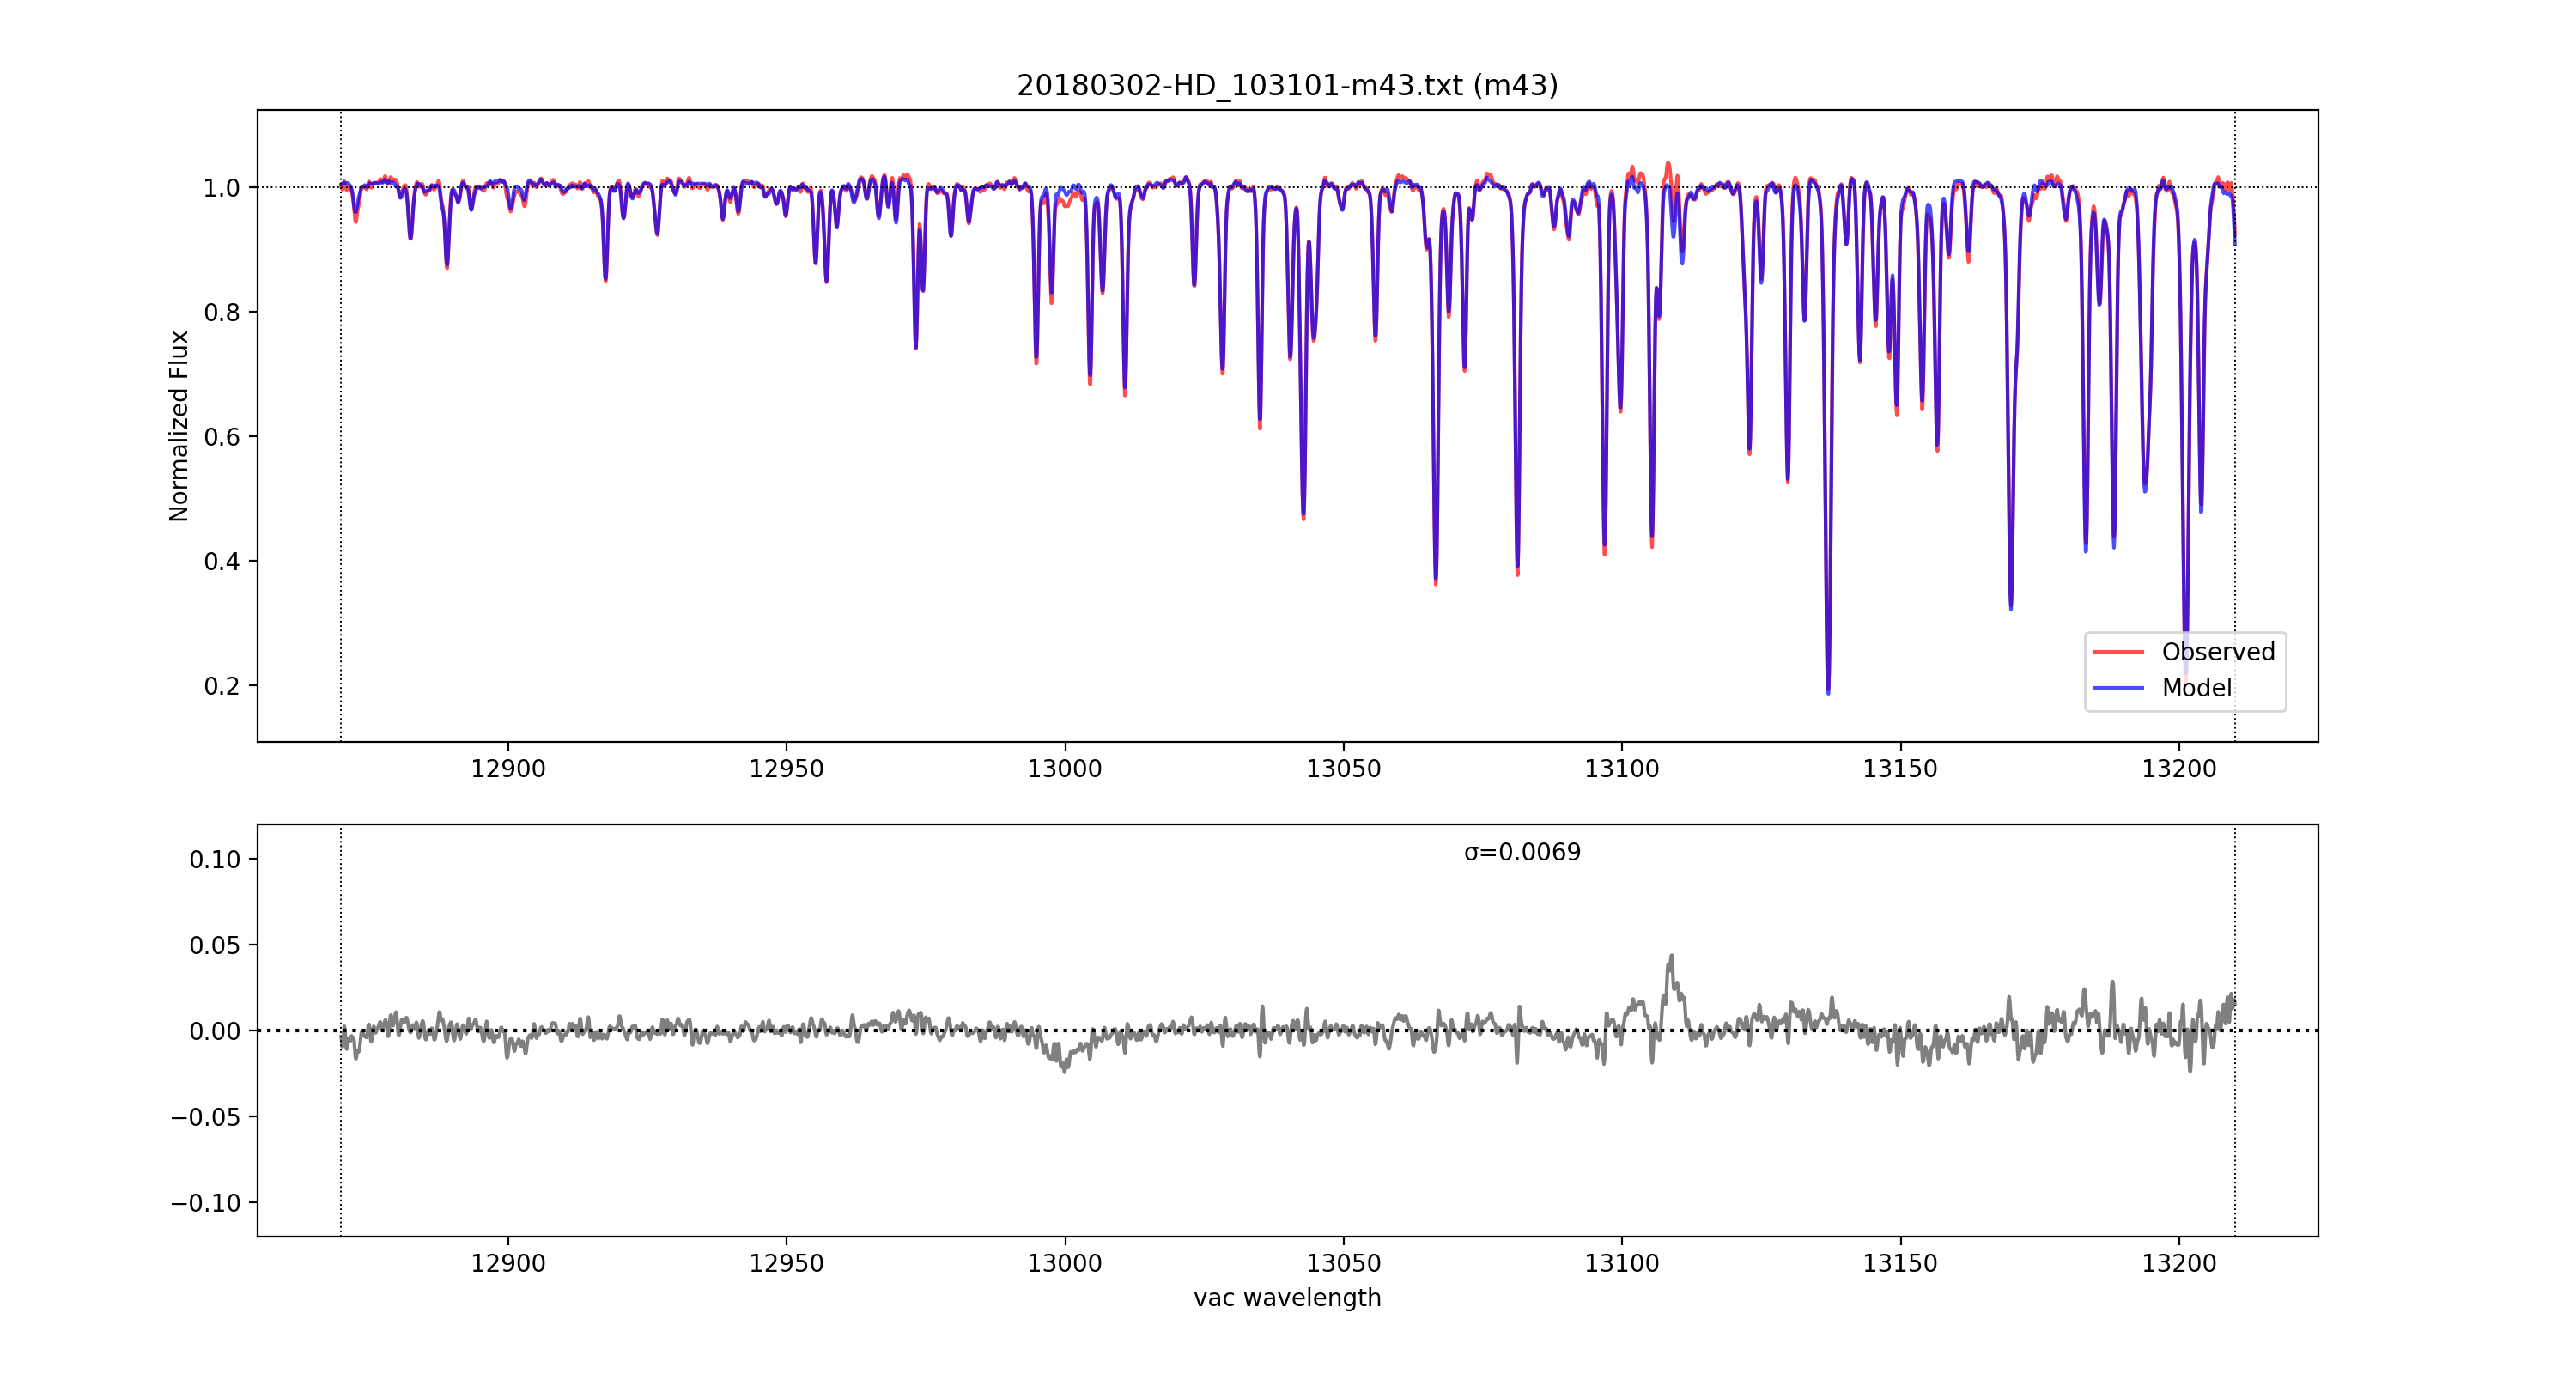 20180302-HD_103101-m43.txt (m43)
Normalized Flux
1.0
0.8
0.6
0.4
0.2
Observed
Model
12900 12950 13000 13050 13100 13150 13200
σ=0.0069
0.10
0.05
0.00
−0.05
−0.10
12900 12950 13000 13050 13100 13150 13200
vac wavelength